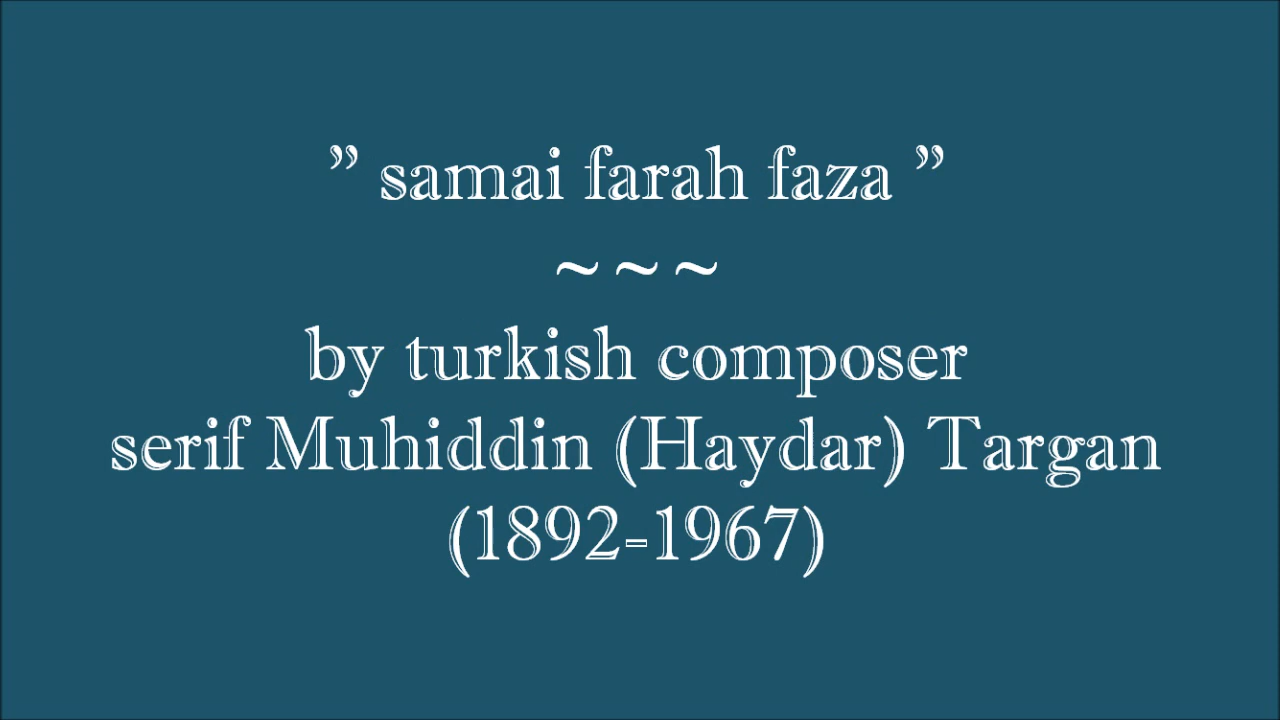 ” samai farah faza ”
~ ~ ~
by turkish composer
serif Muhiddin (Haydar) Targan
(1892-1967)